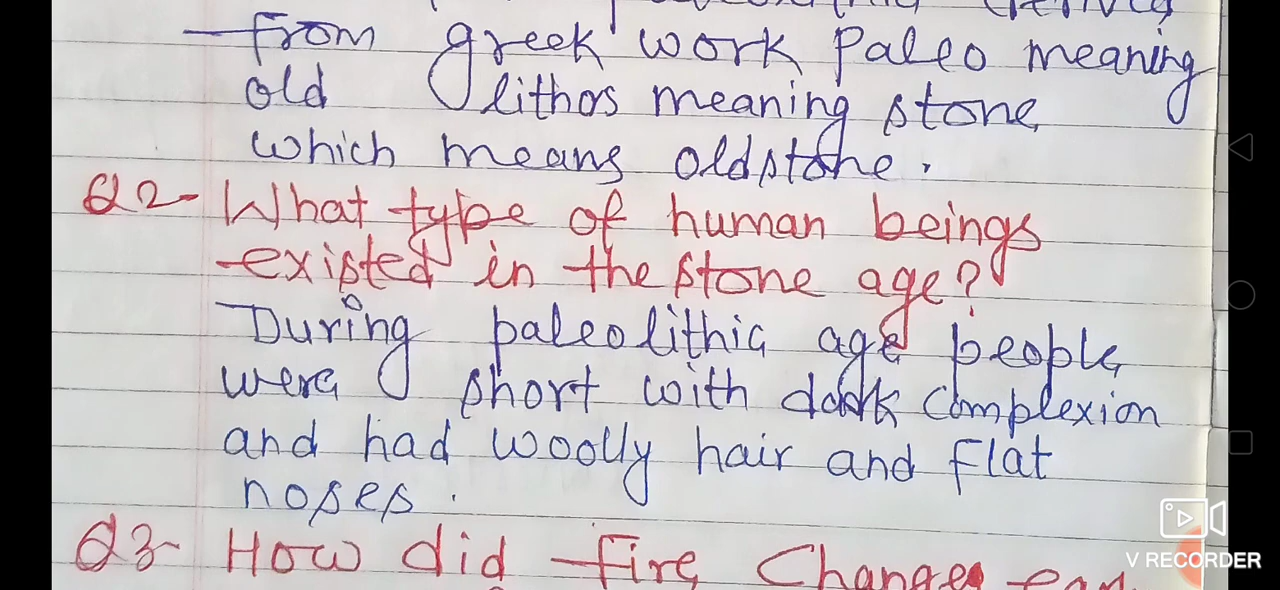 from greek work Paleo meaning
old lithos meaning stone
which means oldstone.
Q2- What type of human beings
existed in the stone age?
During paleolithic age people
were short with dark complexion
and had woolly hair and flat
noses.
Q3- How did fire Change
V RECORDER